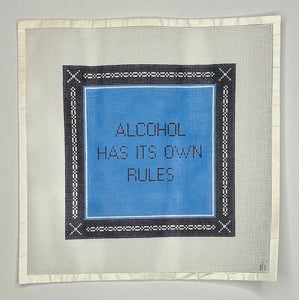 ALCOHOL
HAS ITS OWN
RULES